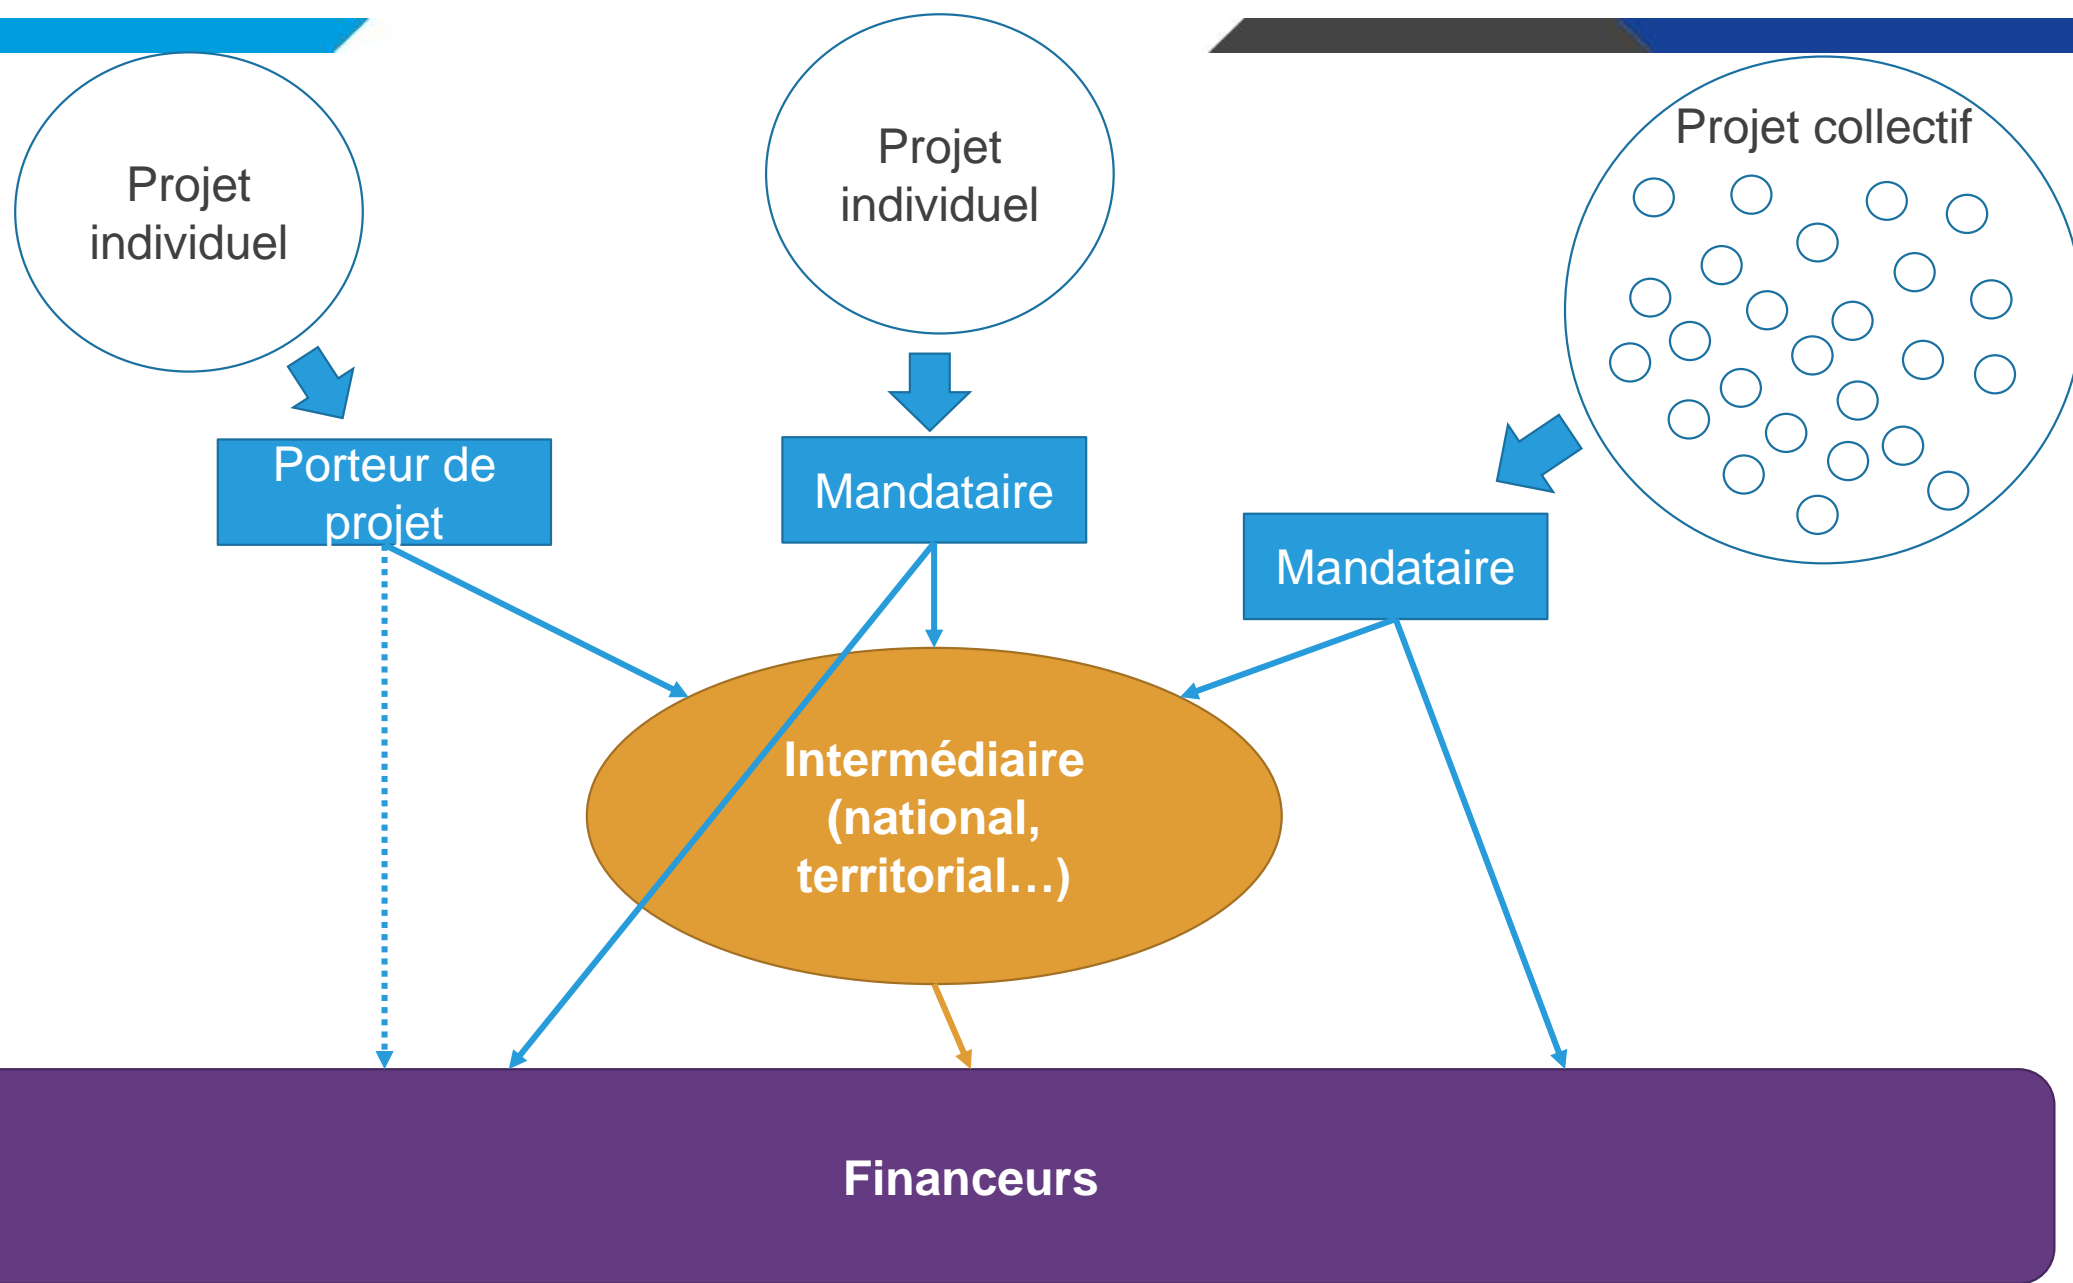 Projet
individuel
Projet
individuel
Projet collectif
Porteur de
projet
Mandataire
Mandataire
Intermédiaire
(national,
territorial…)
Financeurs